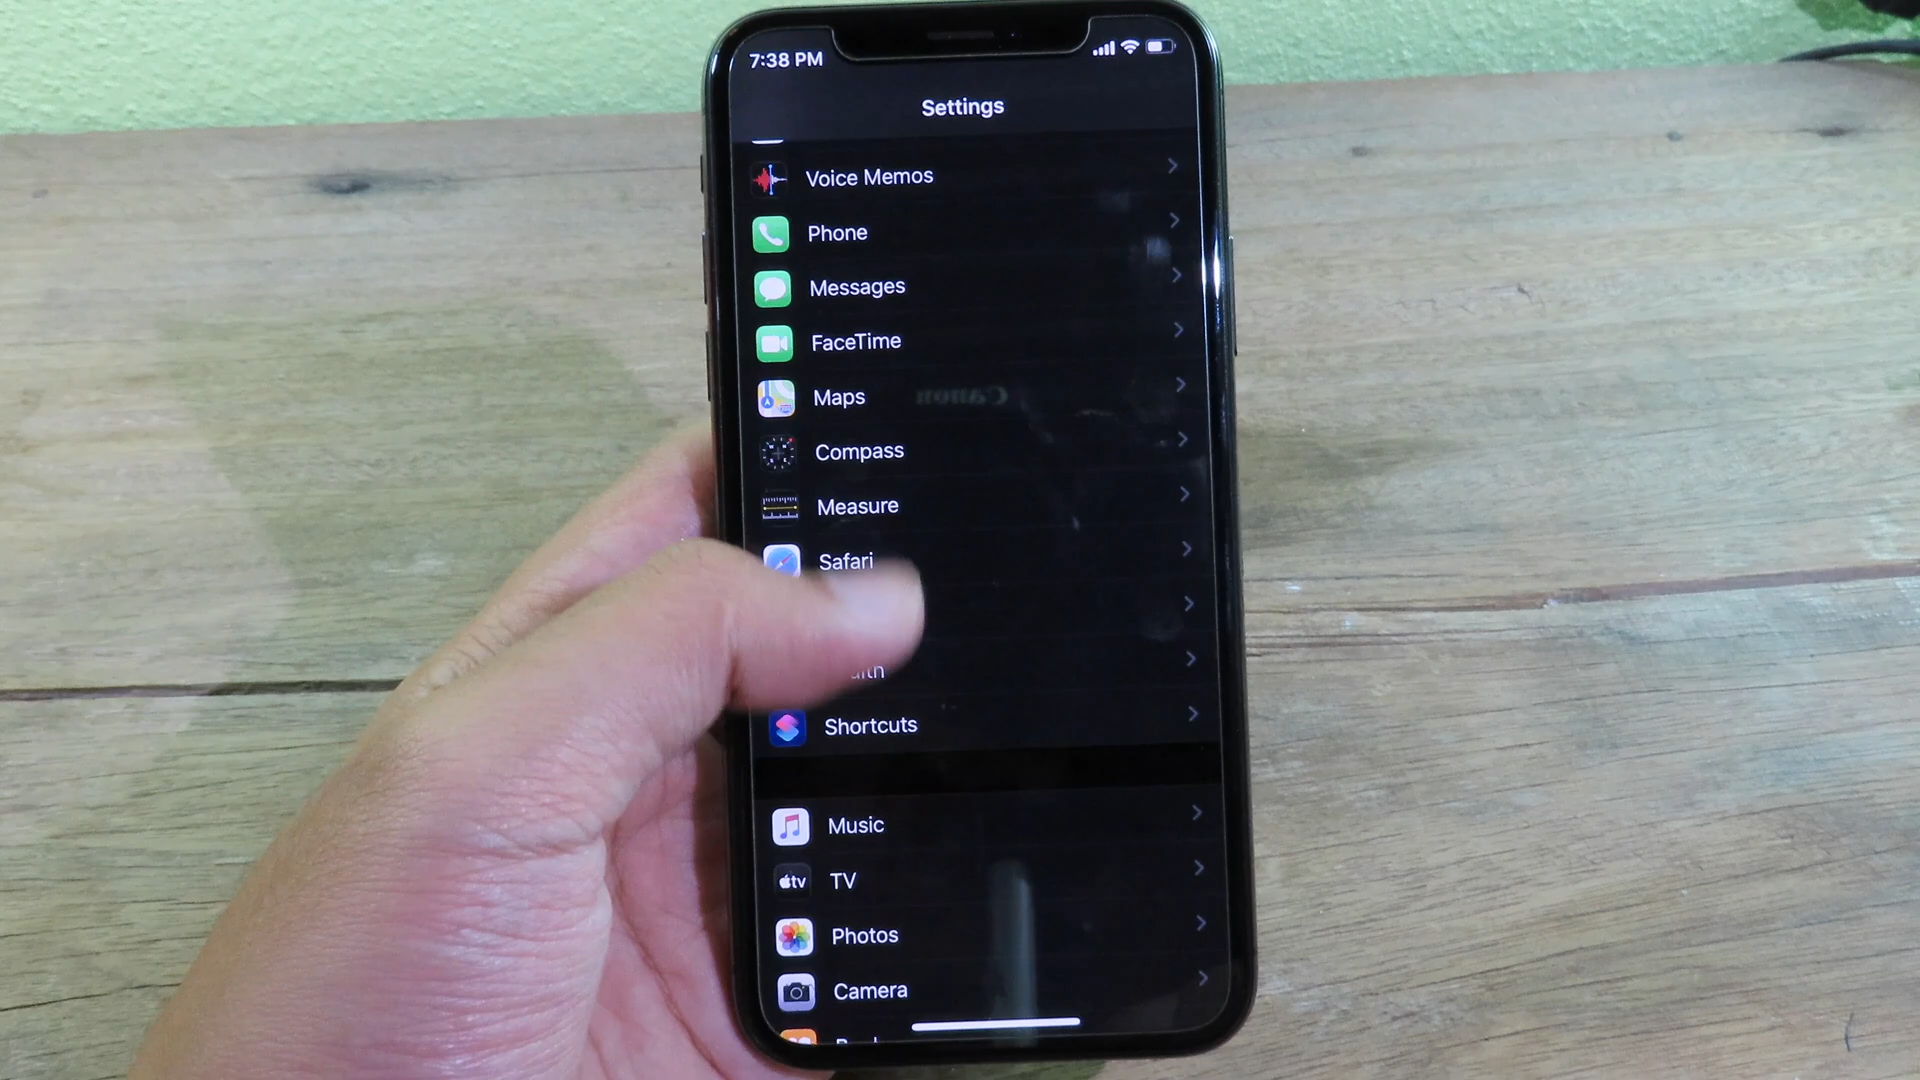 7:38 PM
Settings
Voice Memos
Phone
Messages
FaceTime
Maps
Canon
Compass
Measure
Safari
Shortcuts
Music
tv TV
Photos
Camera